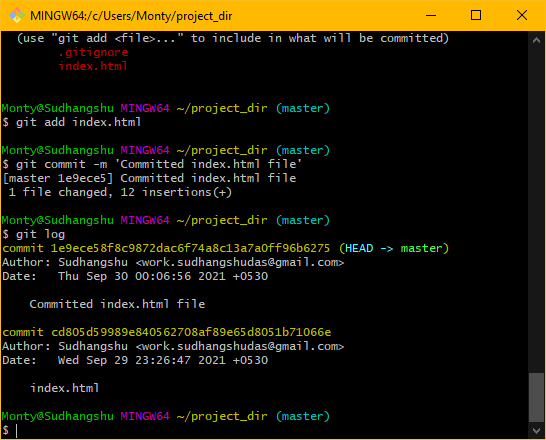 MINGW64:/c/Users/Monty/project_dir
(use "git add <file>..." to include in what will be committed)
.gitignore
index.html
Monty@Sudhangshu MINGW64 ~/project_dir (master)
$ git add index.html
Monty@Sudhangshu MINGW64 ~/project_dir (master)
$ git commit -m 'Committed index.html file'
[master 1e9ece5] Committed index.html file
1 file changed, 12 insertions(+)
Monty@Sudhangshu MINGW64 ~/project_dir (master)
$ git log
commit 1e9ece58f8c9872dac6f74a8c13a7a0ff96b6275 (HEAD -> master)
Author: Sudhangshu <work.sudhangshudas@gmail.com>
Date:   Thu Sep 30 00:06:56 2021 +0530
Committed index.html file
commit cd805d59989e840562708af89e65d8051b71066e
Author: Sudhangshu <work.sudhangshudas@gmail.com>
Date:   Wed Sep 29 23:26:47 2021 +0530
index.html
Monty@Sudhangshu MINGW64 ~/project_dir (master)
$